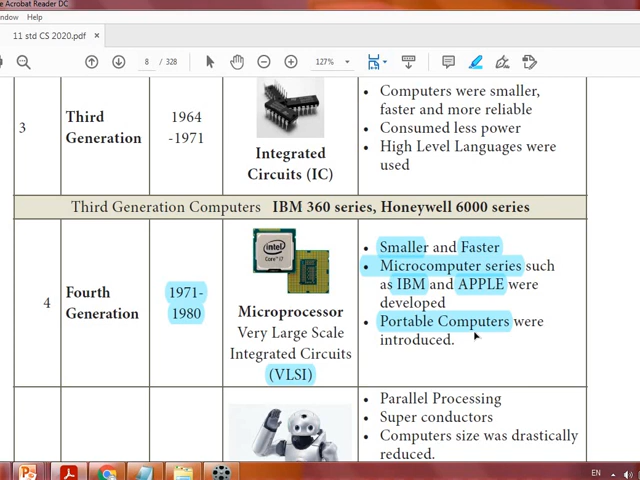 Acrobat Reader DC
ndow Help
11 std CS 2020.pdf ×
8 / 328
127%
3
Third
Generation
1964
-1971
Integrated
Circuits (IC)
• Computers were smaller,
faster and more reliable
• Consumed less power
• High Level Languages were
used
Third Generation Computers IBM 360 series, Honeywell 6000 series
4
Fourth
Generation
1971-
1980
intel
Core i7
Microprocessor
Very Large Scale
Integrated Circuits
(VLSI)
• Smaller and Faster
• Microcomputer series such
as IBM and APPLE were
developed
• Portable Computers were
introduced.
• Parallel Processing
• Super conductors
• Computers size was drastically
reduced.
EN